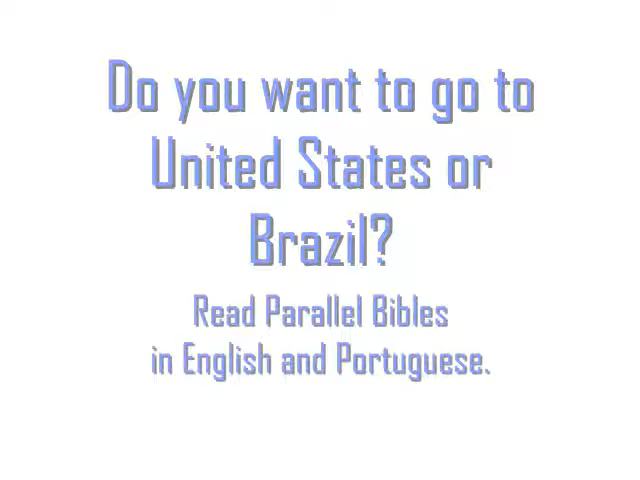 Do you want to go to
United States or
Brazil?
Read Parallel Bibles
in English and Portuguese.